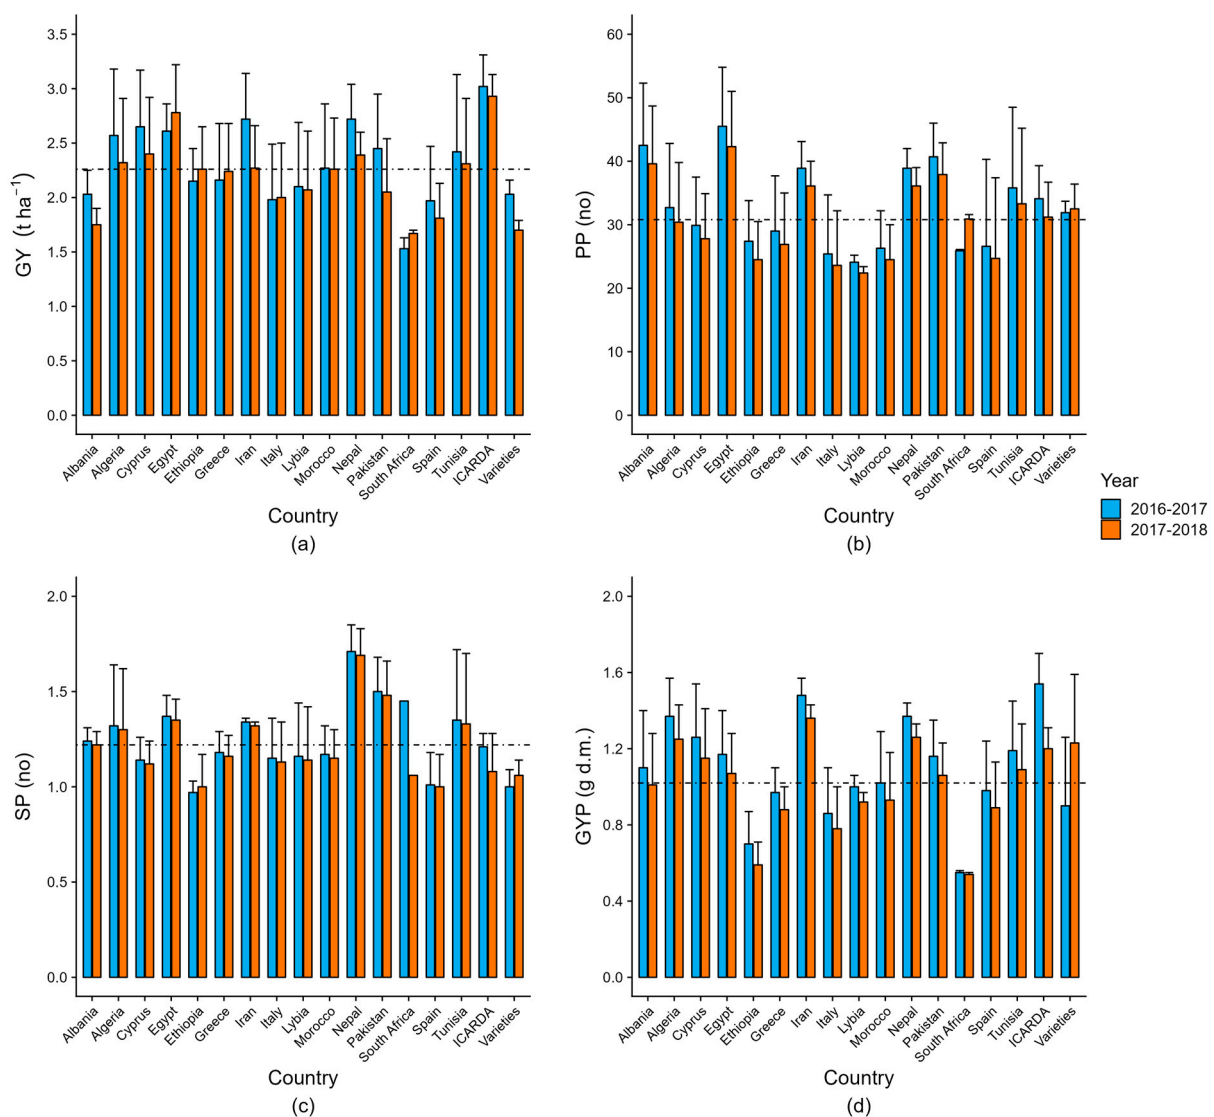 GY (t ha⁻¹)
3.5
3.0
2.5
2.0
1.5
1.0
0.5
0.0
Albania Algeria Cyprus Egypt Ethiopia Greece Iran Italy Lybia Morocco Nepal Pakistan South Africa Spain Tunisia ICARDA Varieties
Country
(a)
PP (no)
60
50
40
30
20
10
0
Albania Algeria Cyprus Egypt Ethiopia Greece Iran Italy Lybia Morocco Nepal Pakistan South Africa Spain Tunisia ICARDA Varieties
Country
(b)
Year
2016-2017
2017-2018
SP (no)
2.0
1.5
1.0
0.5
0.0
Albania Algeria Cyprus Egypt Ethiopia Greece Iran Italy Lybia Morocco Nepal Pakistan South Africa Spain Tunisia ICARDA Varieties
Country
(c)
GYP (g d.m.)
2.0
1.6
1.2
0.8
0.4
0.0
Albania Algeria Cyprus Egypt Ethiopia Greece Iran Italy Lybia Morocco Nepal Pakistan South Africa Spain Tunisia ICARDA Varieties
Country
(d)